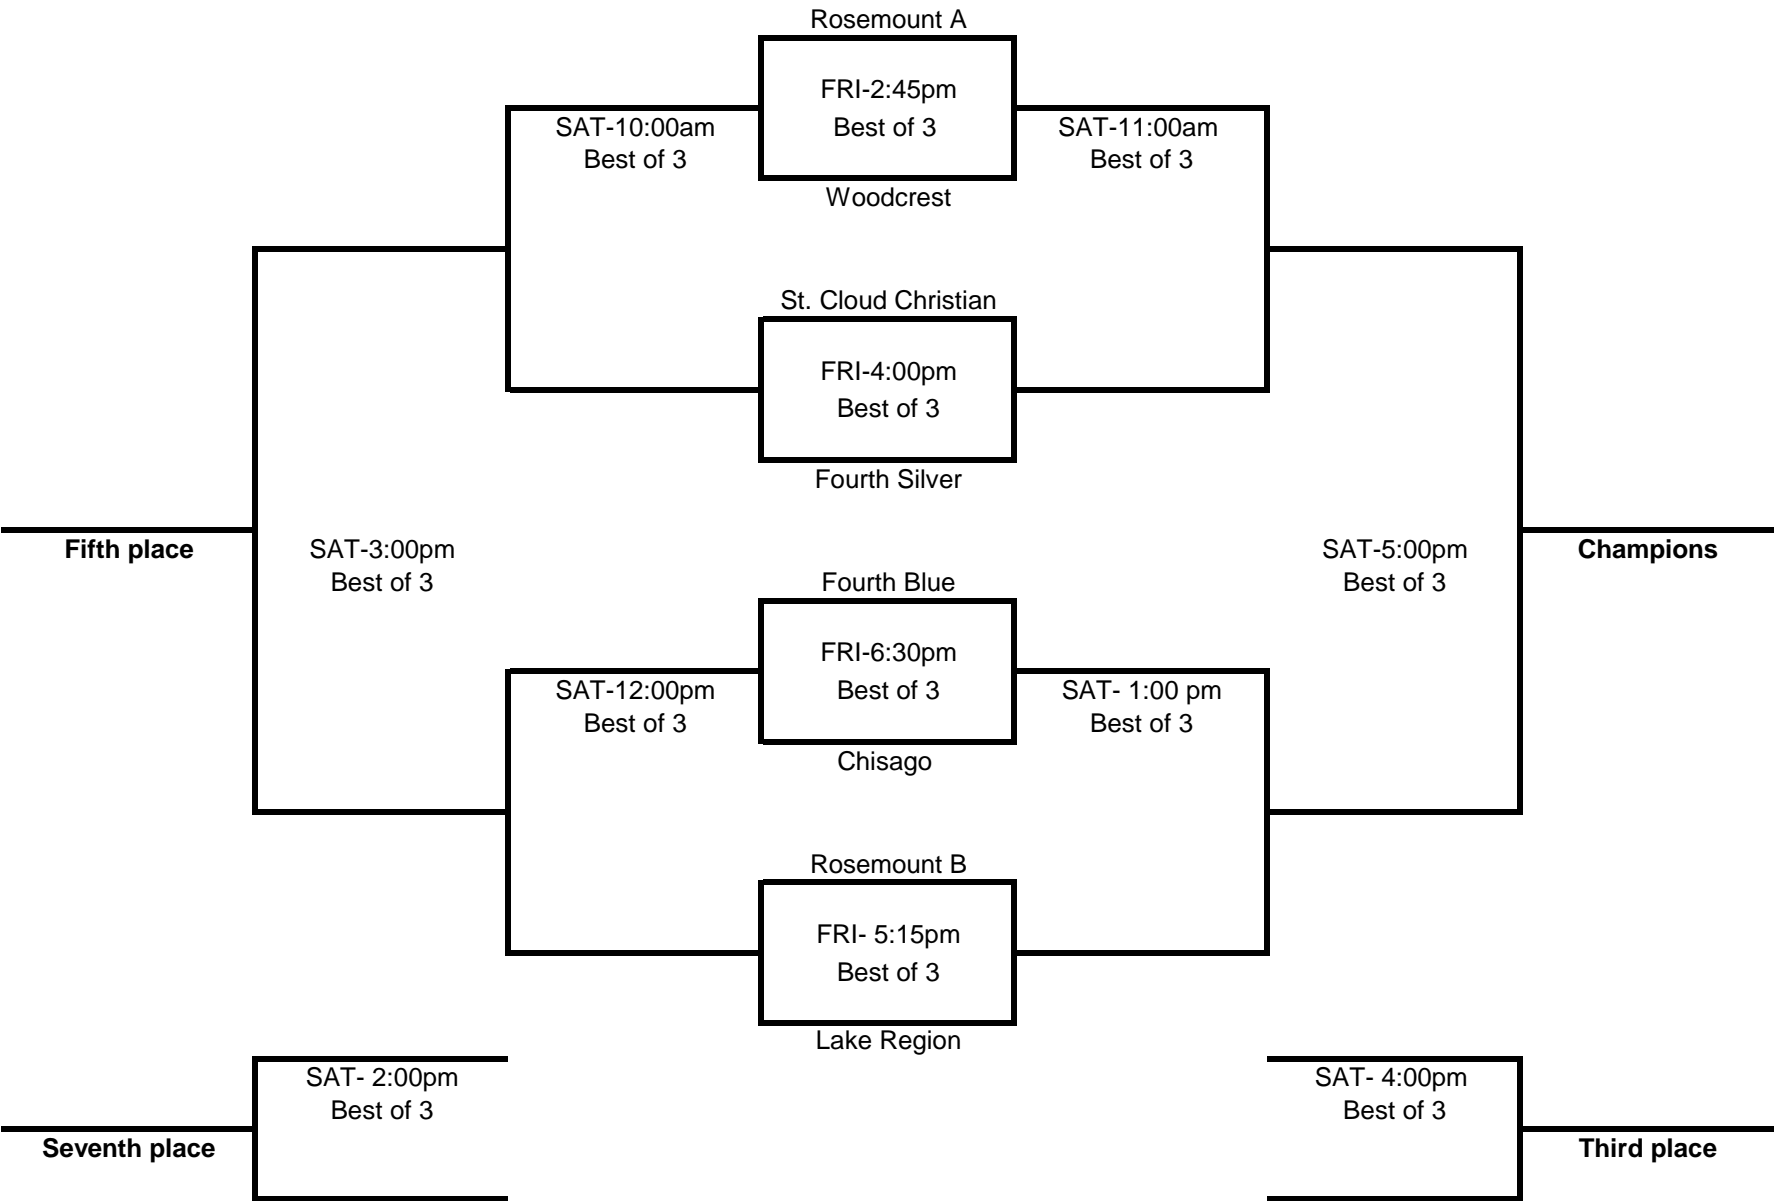 Rosemount A
FRI-2:45pm
Best of 3
SAT-10:00am
Best of 3
SAT-11:00am
Best of 3
Woodcrest
St. Cloud Christian
FRI-4:00pm
Best of 3
Fourth Silver
Fifth place
SAT-3:00pm
Best of 3
SAT-5:00pm
Best of 3
Champions
Fourth Blue
FRI-6:30pm
Best of 3
SAT-12:00pm
Best of 3
SAT- 1:00 pm
Best of 3
Chisago
Rosemount B
FRI- 5:15pm
Best of 3
Lake Region
SAT- 2:00pm
Best of 3
SAT- 4:00pm
Best of 3
Seventh place
Third place